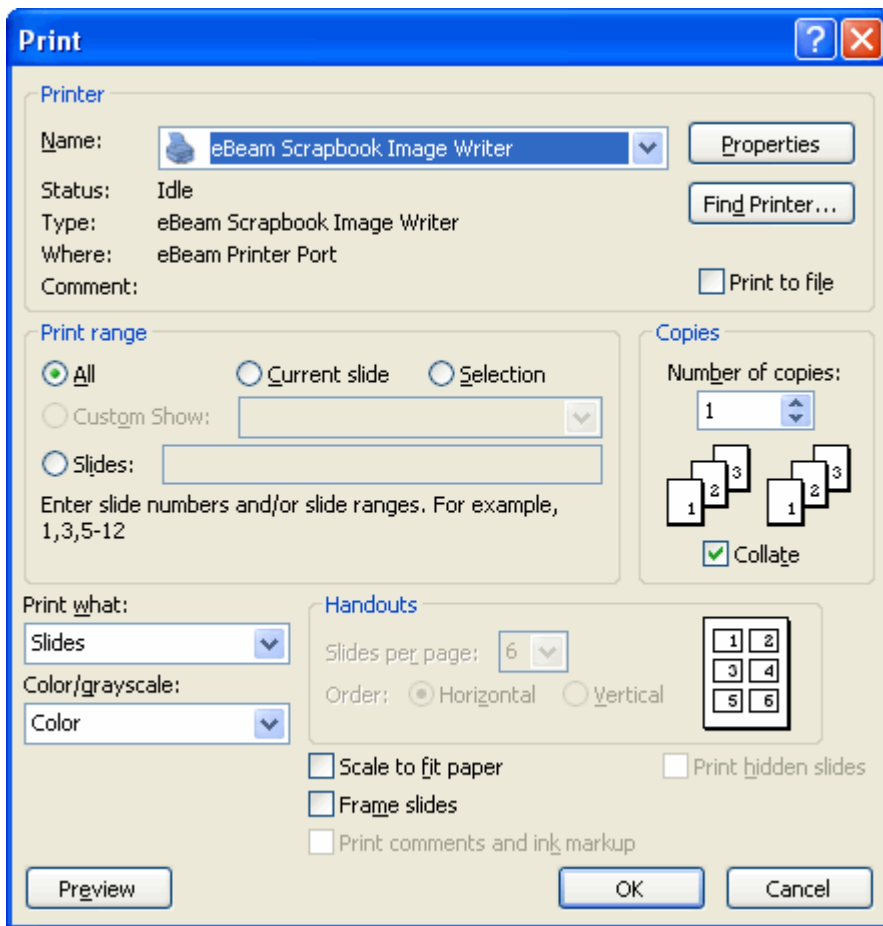 Print
Printer
Name: eBeam Scrapbook Image Writer Properties
Status: Idle
Find Printer...
Type: eBeam Scrapbook Image Writer
Where: eBeam Printer Port
Comment: Print to file
Print range
All Current slide Selection
Custom Show:
Slides:
Enter slide numbers and/or slide ranges. For example,
1,3,5-12
Copies
Number of copies:
1
1 2 3 1 2 3
Collate
Print what:
Slides
Color/grayscale:
Color
Handouts
Slides per page: 6
Order: Horizontal Vertical
1 2
3 4
5 6
Scale to fit paper Print hidden slides
Frame slides
Print comments and ink markup
Preview OK Cancel